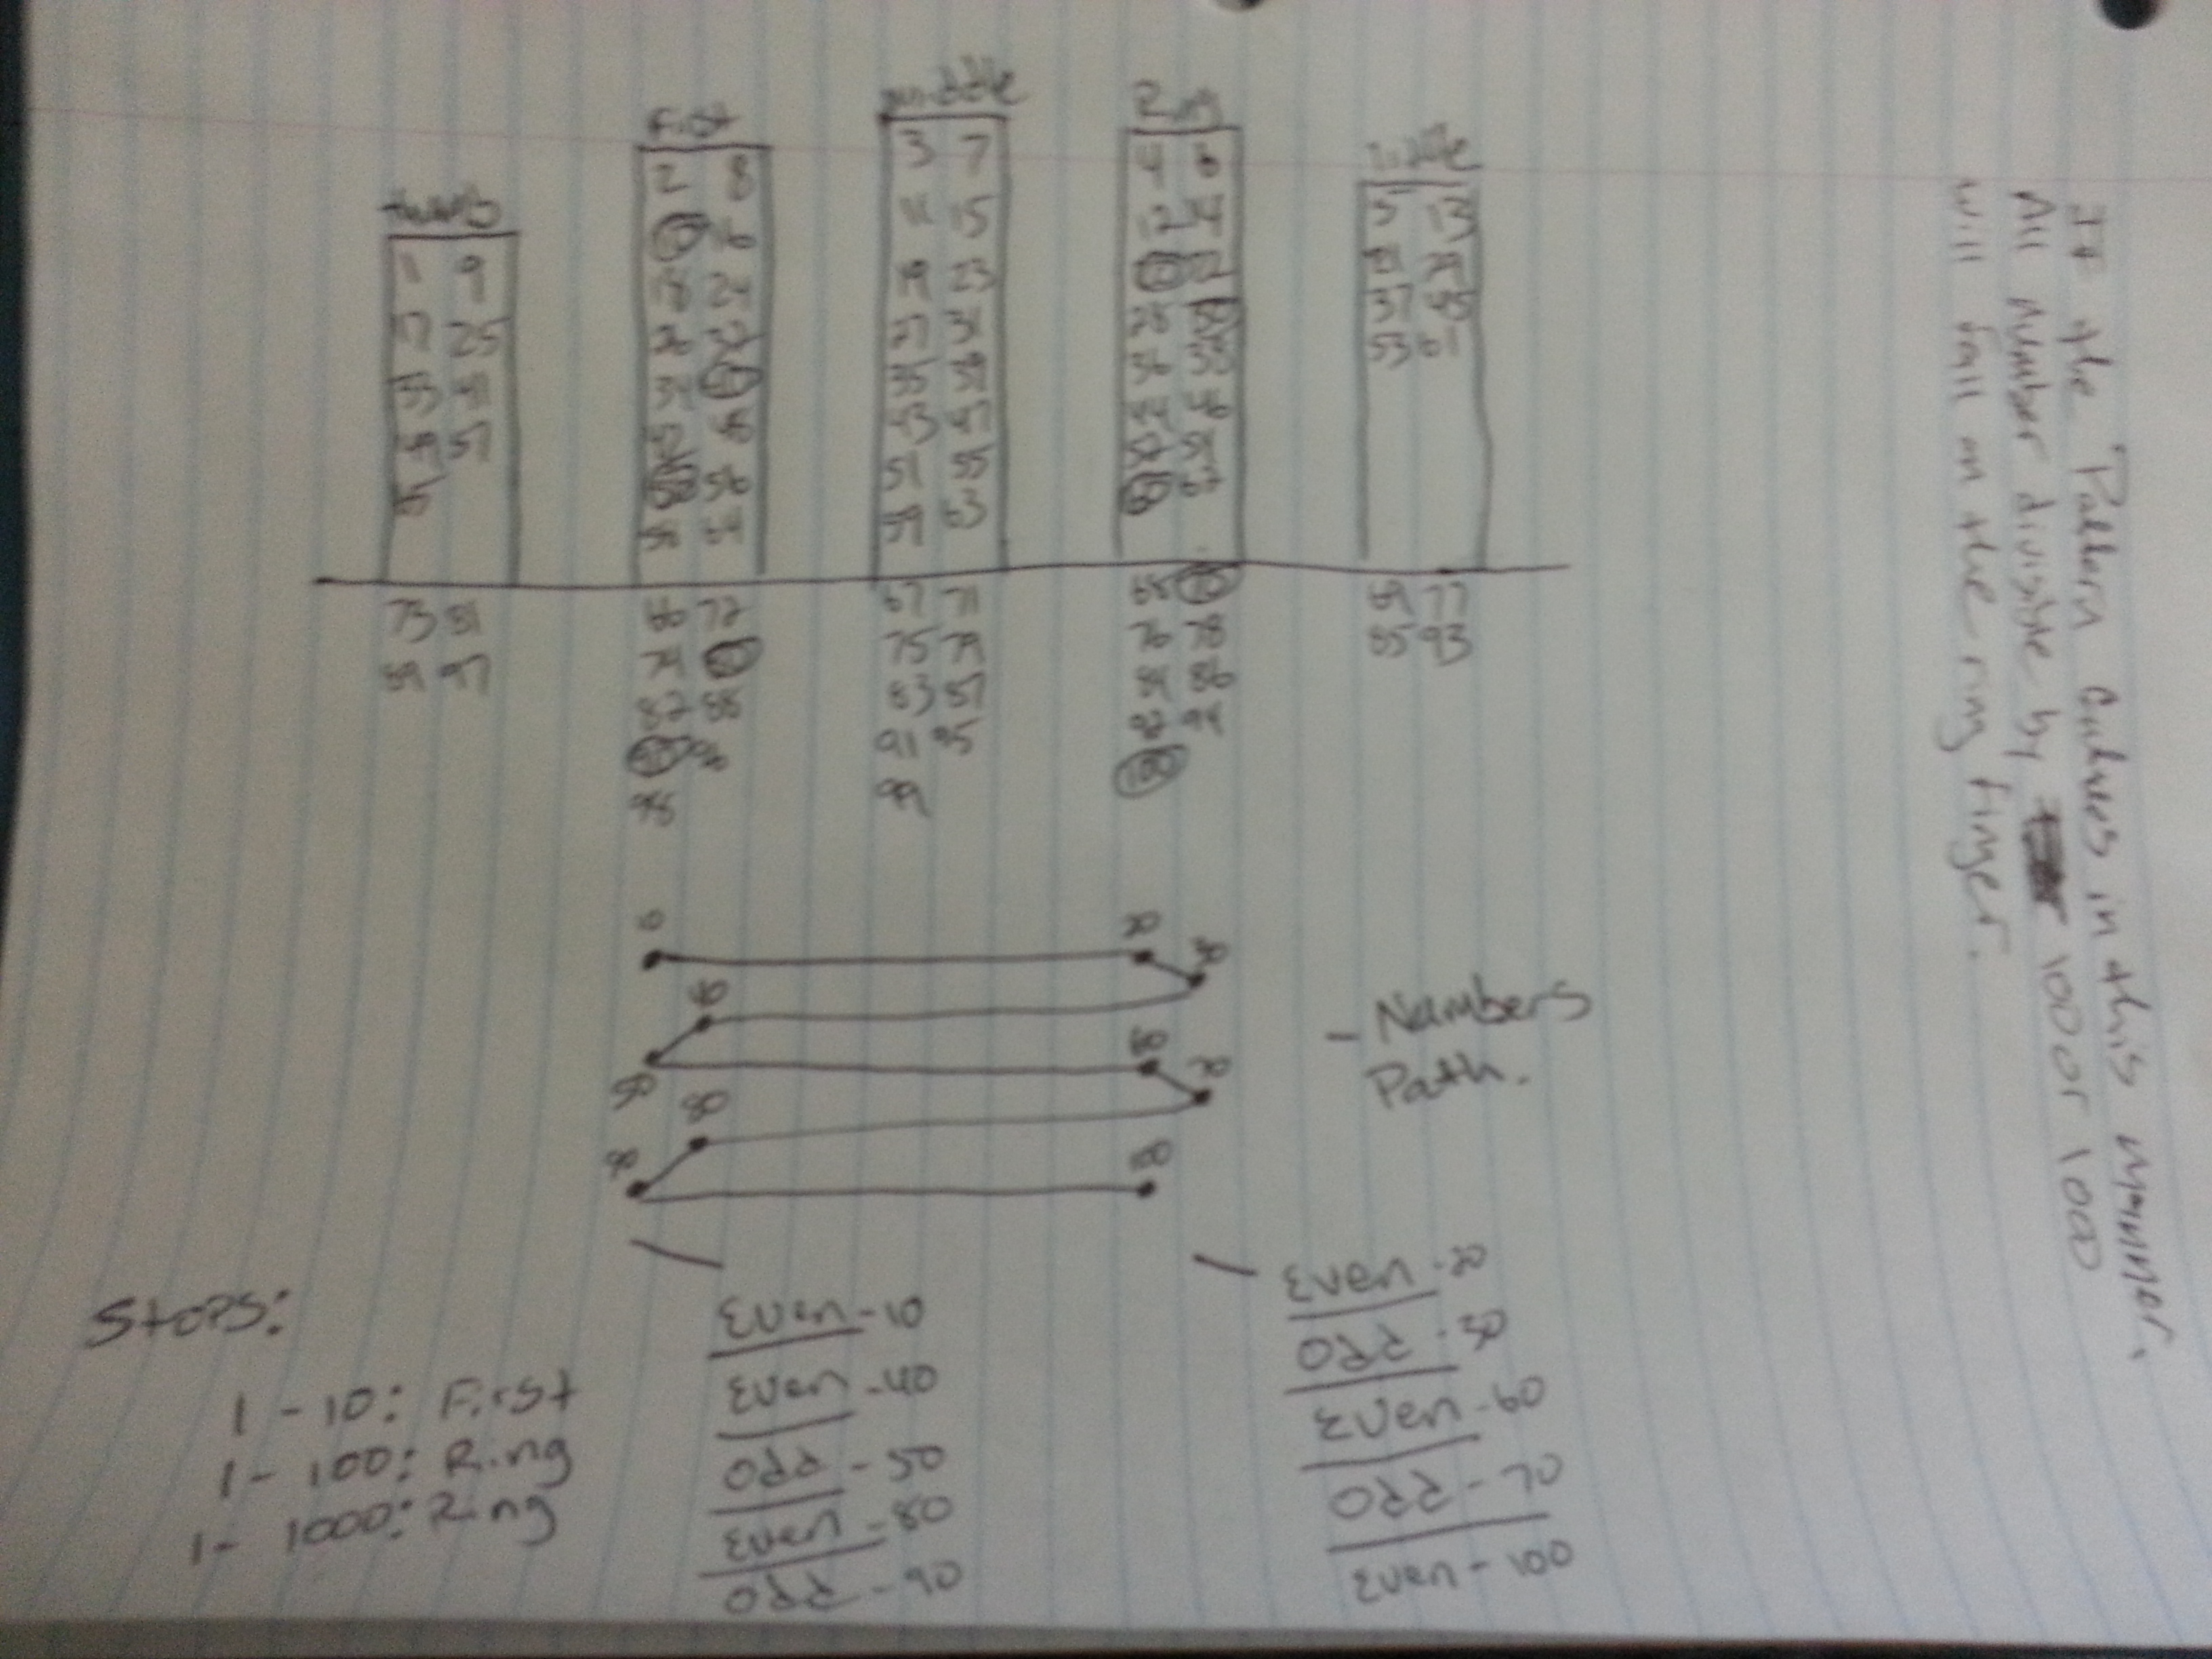 thumb First middle Ring Little
1 9 2 8 3 7 4 6 5 13
17 25 10 16 11 15 12 14 21 29
33 41 18 24 19 23 20 22 37 45
49 57 26 32 27 31 28 30 53 61
65 34 40 35 39 36 38
42 48 43 47 44 46
50 56 51 55 52 54
58 64 59 63 60 62
73 81 66 72 67 71 68 70 69 77
89 97 74 80 75 79 76 78 85 93
82 88 83 87 84 86
90 96 91 95 92 94
98 99 100
10 20
30
40
50 60
70
80
90 100
- Numbers
Path.
Stops:
1 - 10: First
1 - 100: Ring
1 - 1000: Ring
Even - 10
Even - 40
Odd - 50
Even - 80
Odd - 90
Even - 20
Odd - 30
Even - 60
Odd - 70
Even - 100
If the Pattern in this mannor.
All number divisible by 100 or 1000
will fall on the ring finger.